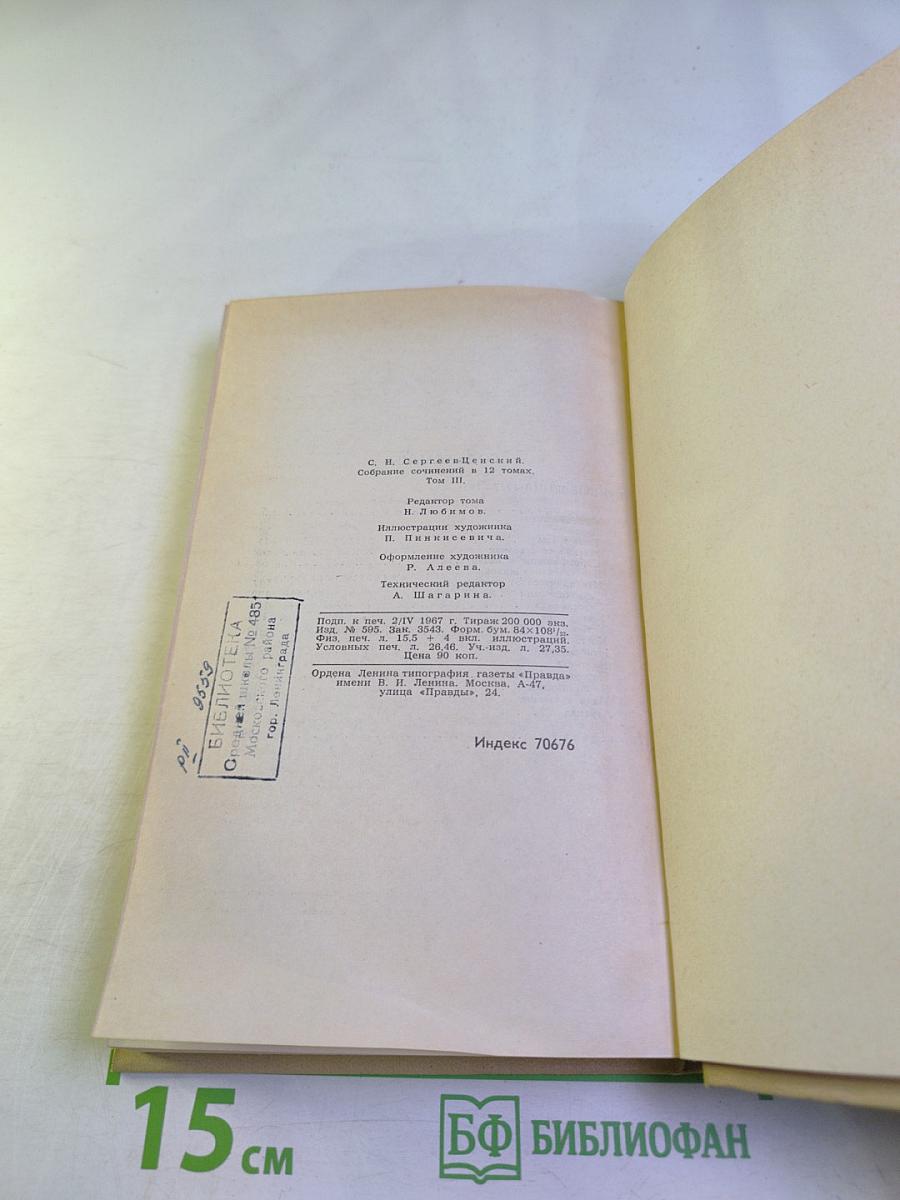 С. Н. Сергеев-Ценский.
Собрание сочинений в 12 томах.
Том III.
Редактор тома
Н. Любимов.
Иллюстрации художника
П. Пинкисевича.
Оформление художника
Р. Алеева.
Технический редактор
А. Шагарина.
Подп. к печ. 2/IV 1967 г. Тираж 200 000 экз.
Изд. № 595. Зак. 3543. Форм. бум. 84×108¹/₃₂.
Физ. печ. л. 15,5 + 4 вкл. иллюстраций.
Условных печ. л. 26,46. Уч.-изд. л. 27,35.
Цена 90 коп.
Ордена Ленина типография газеты «Правда»
имени В. И. Ленина. Москва, А-47,
улица «Правды», 24.
Индекс 70676
БИБЛИОТЕКА
Средней школы № 485
Московского района
гор. Ленинграда
15 см
БФ БИБЛИОФАН